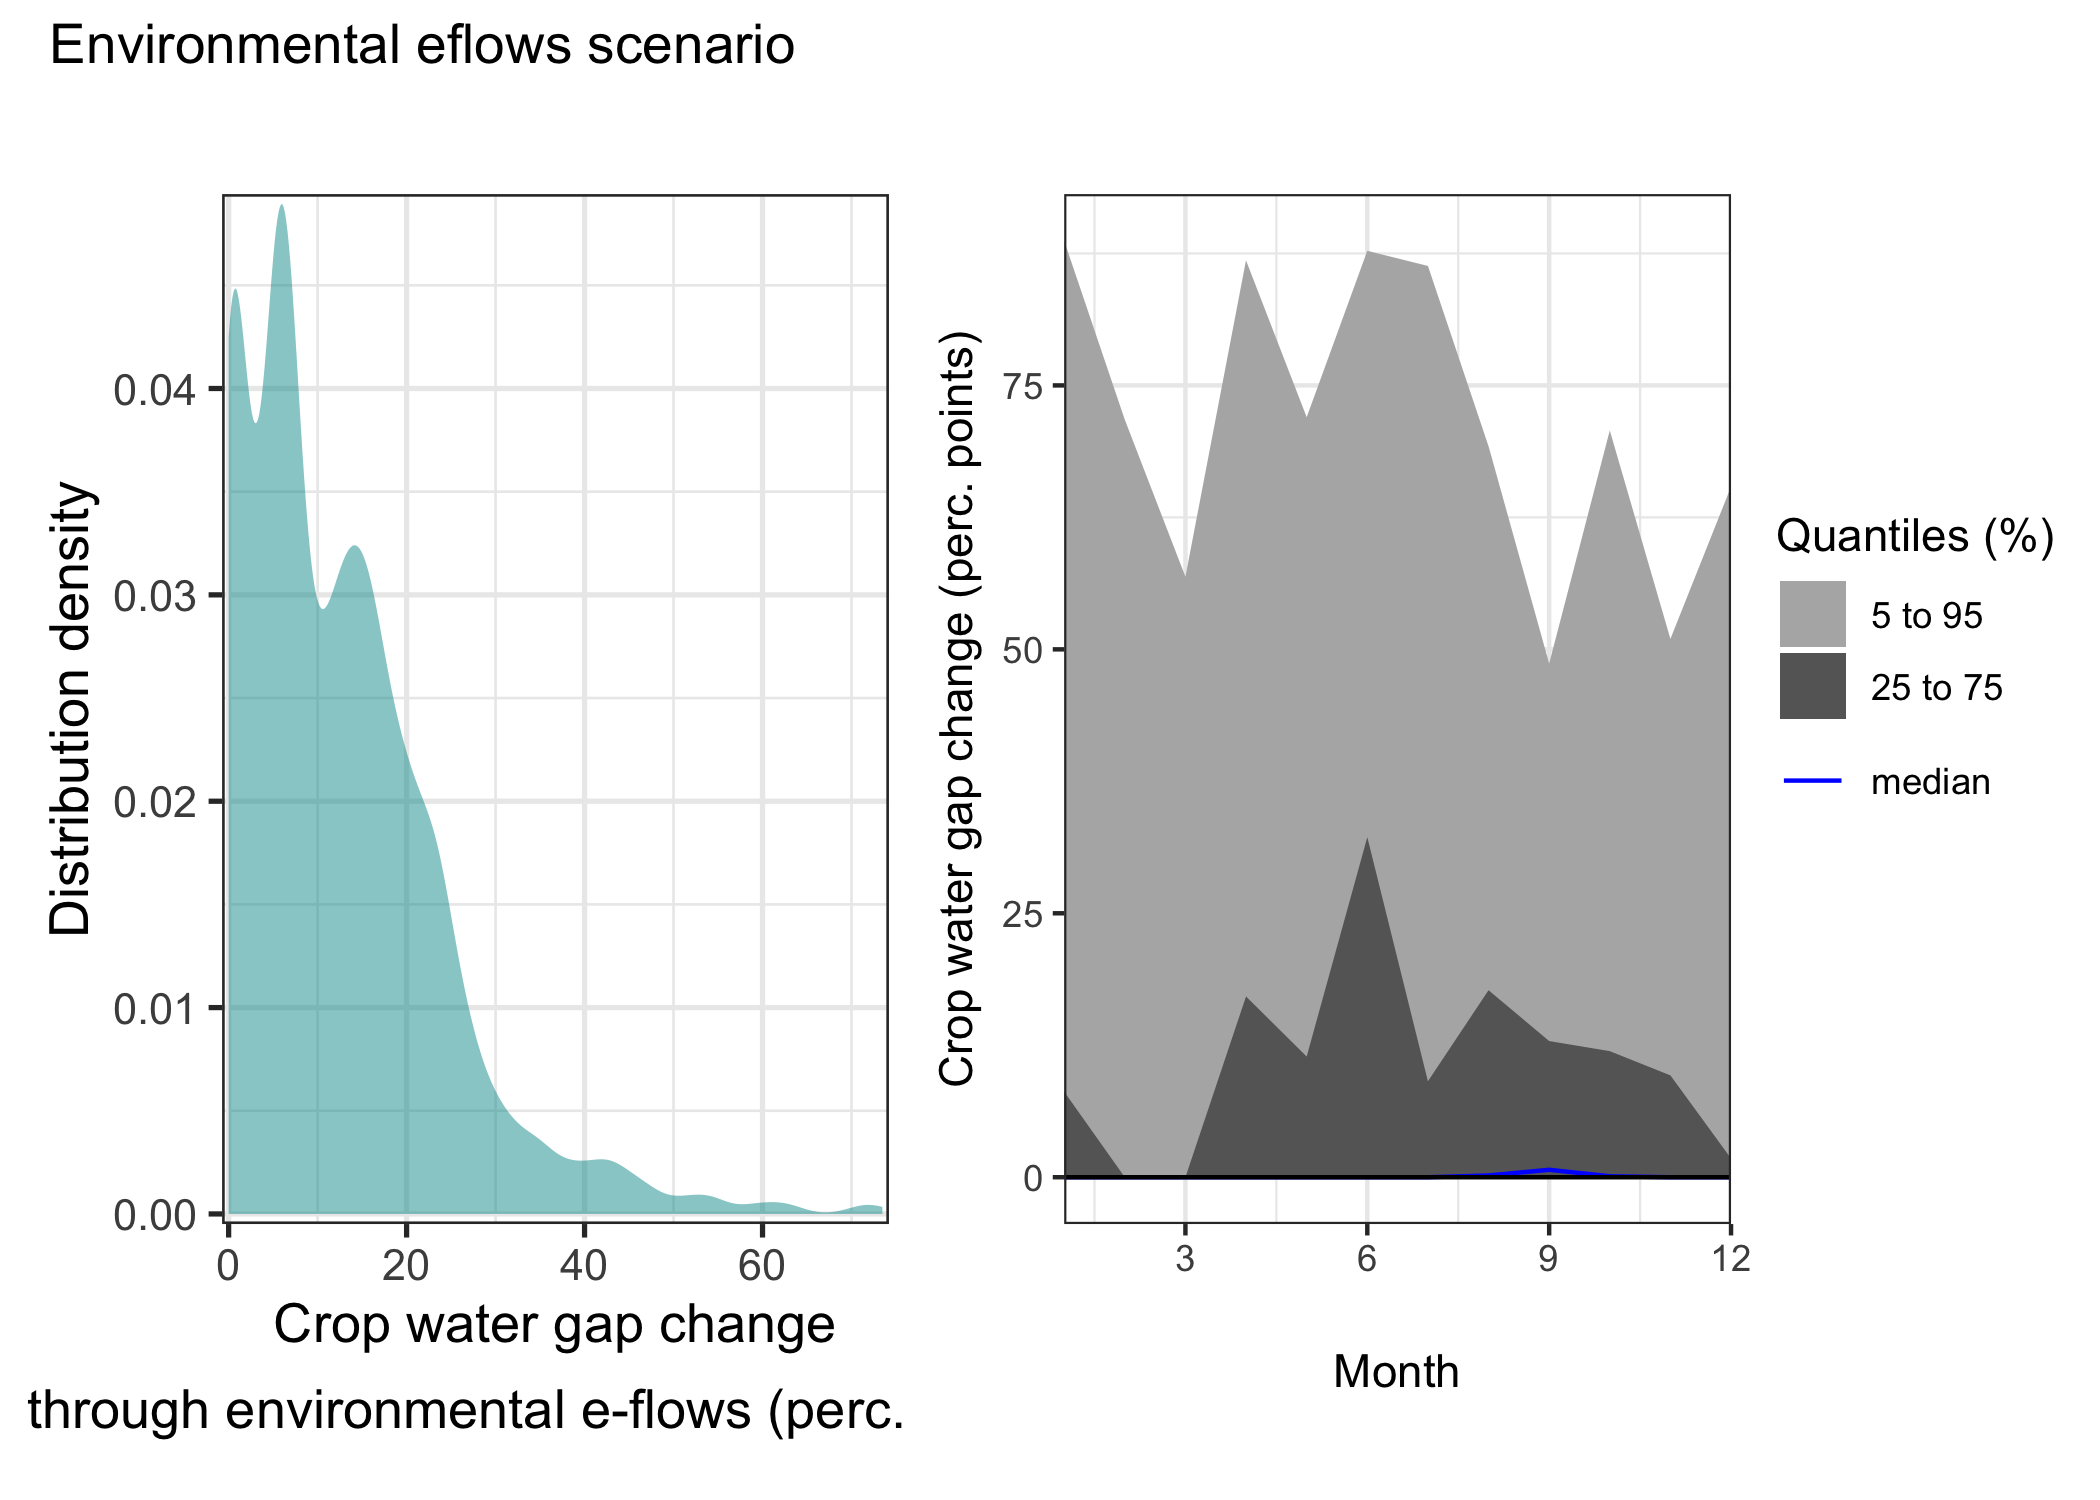 Environmental eflows scenario
Distribution density
0.04
0.03
0.02
0.01
0.00
0
20
40
60
Crop water gap change
through environmental e-flows (perc.
Crop water gap change (perc. points)
75
50
25
0
3
6
9
12
Month
Quantiles (%)
5 to 95
25 to 75
median